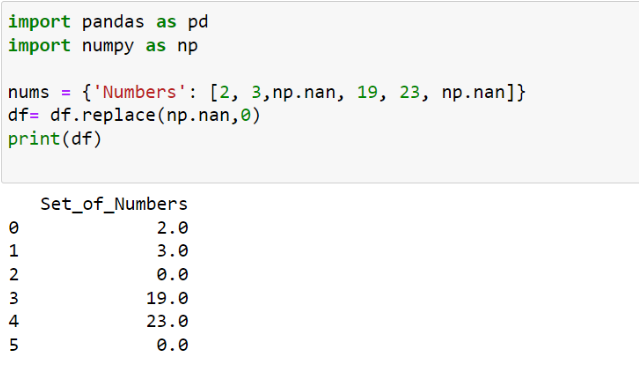 import pandas as pd
import numpy as np
nums = {'Numbers': [2, 3,np.nan, 19, 23, np.nan]}
df= df.replace(np.nan,0)
print(df)
Set_of_Numbers
0 2.0
1 3.0
2 0.0
3 19.0
4 23.0
5 0.0